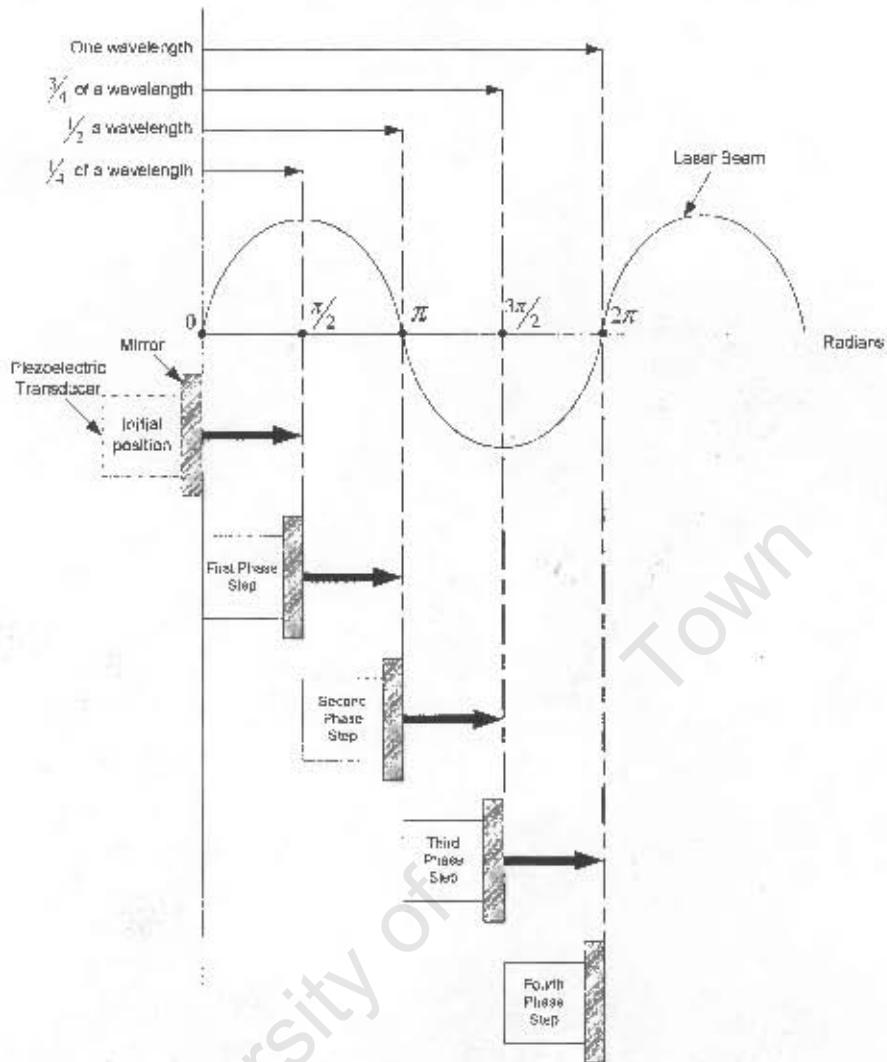 One wavelength
3/4 of a wavelength
1/2 a wavelength
1/4 of a wavelength
Laser Beam
0
π/2
π
3π/2
2π
Radians
Mirror
Piezoelectric
Transducer
Initial
position
First Phase
Step
Second
Phase
Step
Third
Phase
Step
Fourth
Phase
Step
University of
Town